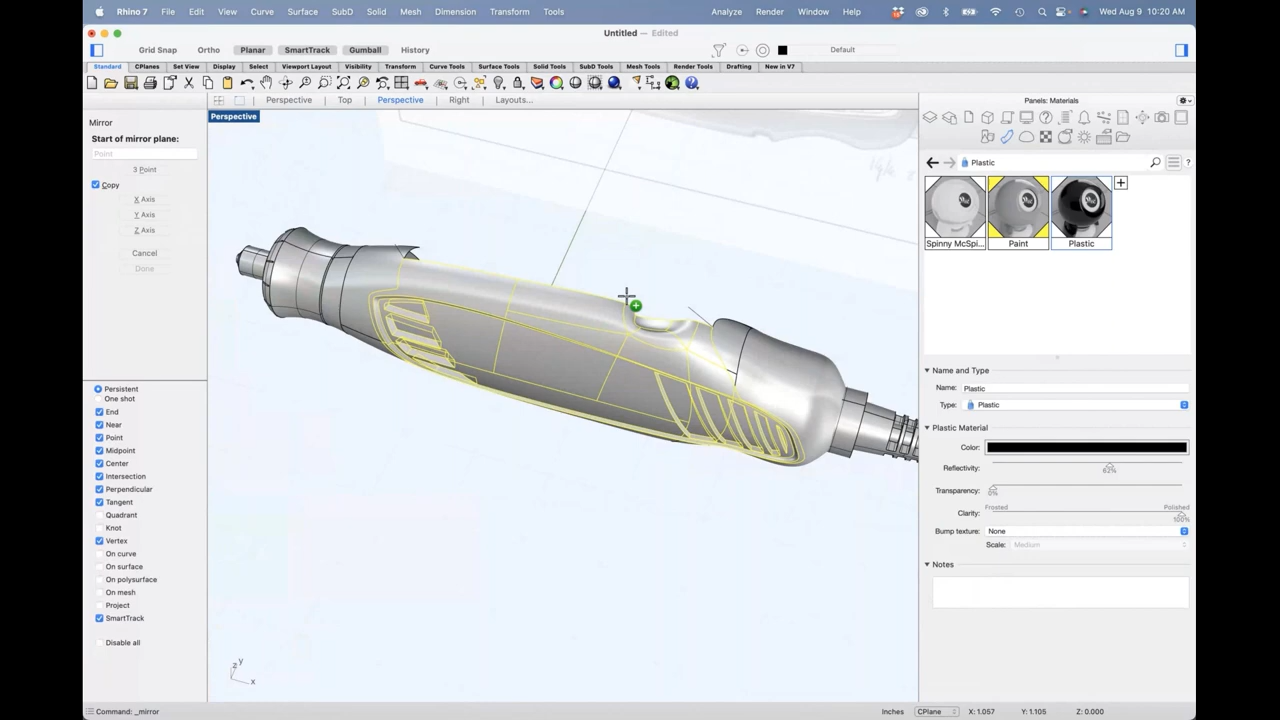 Rhino 7 File Edit View Curve Surface SubD Solid Mesh Dimension Transform Tools Analyze Render Window Help Wed Aug 9 10:20 AM
Untitled — Edited
Grid Snap Ortho Planar SmartTrack Gumball History Default
Standard CPlanes Set View Display Select Viewport Layout Visibility Transform Curve Tools Surface Tools Solid Tools SubD Tools Mesh Tools Render Tools Drafting New in V7
Perspective Top Perspective Right Layouts...
Perspective
Mirror
Start of mirror plane:
Point
3 Point
Copy
X Axis
Y Axis
Z Axis
Cancel
Done
Persistent
One shot
End
Near
Point
Midpoint
Center
Intersection
Perpendicular
Tangent
Quadrant
Knot
Vertex
On curve
On surface
On polysurface
On mesh
Project
SmartTrack
Disable all
z y
x
Panels: Materials
Plastic
Spinny McSpi... Paint Plastic
Name and Type
Name: Plastic
Type: Plastic
Plastic Material
Color:
Reflectivity:
63%
Transparency:
0%
Frosted Polished
Clarity:
100%
Bump texture: None
Scale: Medium
Notes
Command: _mirror Inches CPlane X: 1.057 Y: 1.105 Z: 0.000